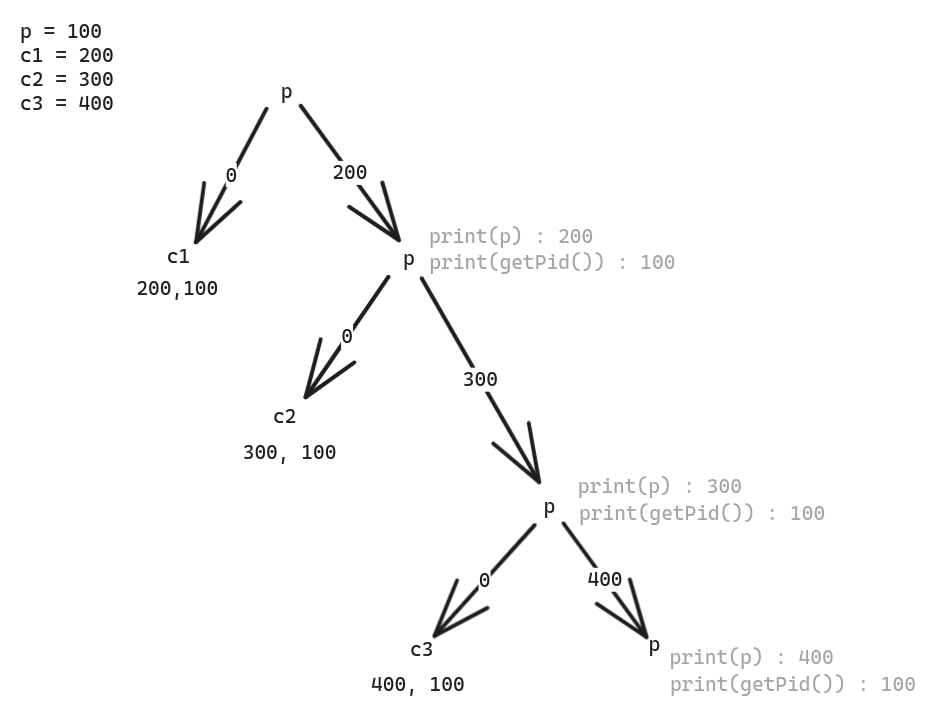 p = 100
c1 = 200
c2 = 300
c3 = 400
p
0
200
c1
200,100
p
print(p) : 200
print(getPid()) : 100
0
300
c2
300, 100
p
print(p) : 300
print(getPid()) : 100
0
400
c3
400, 100
p
print(p) : 400
print(getPid()) : 100